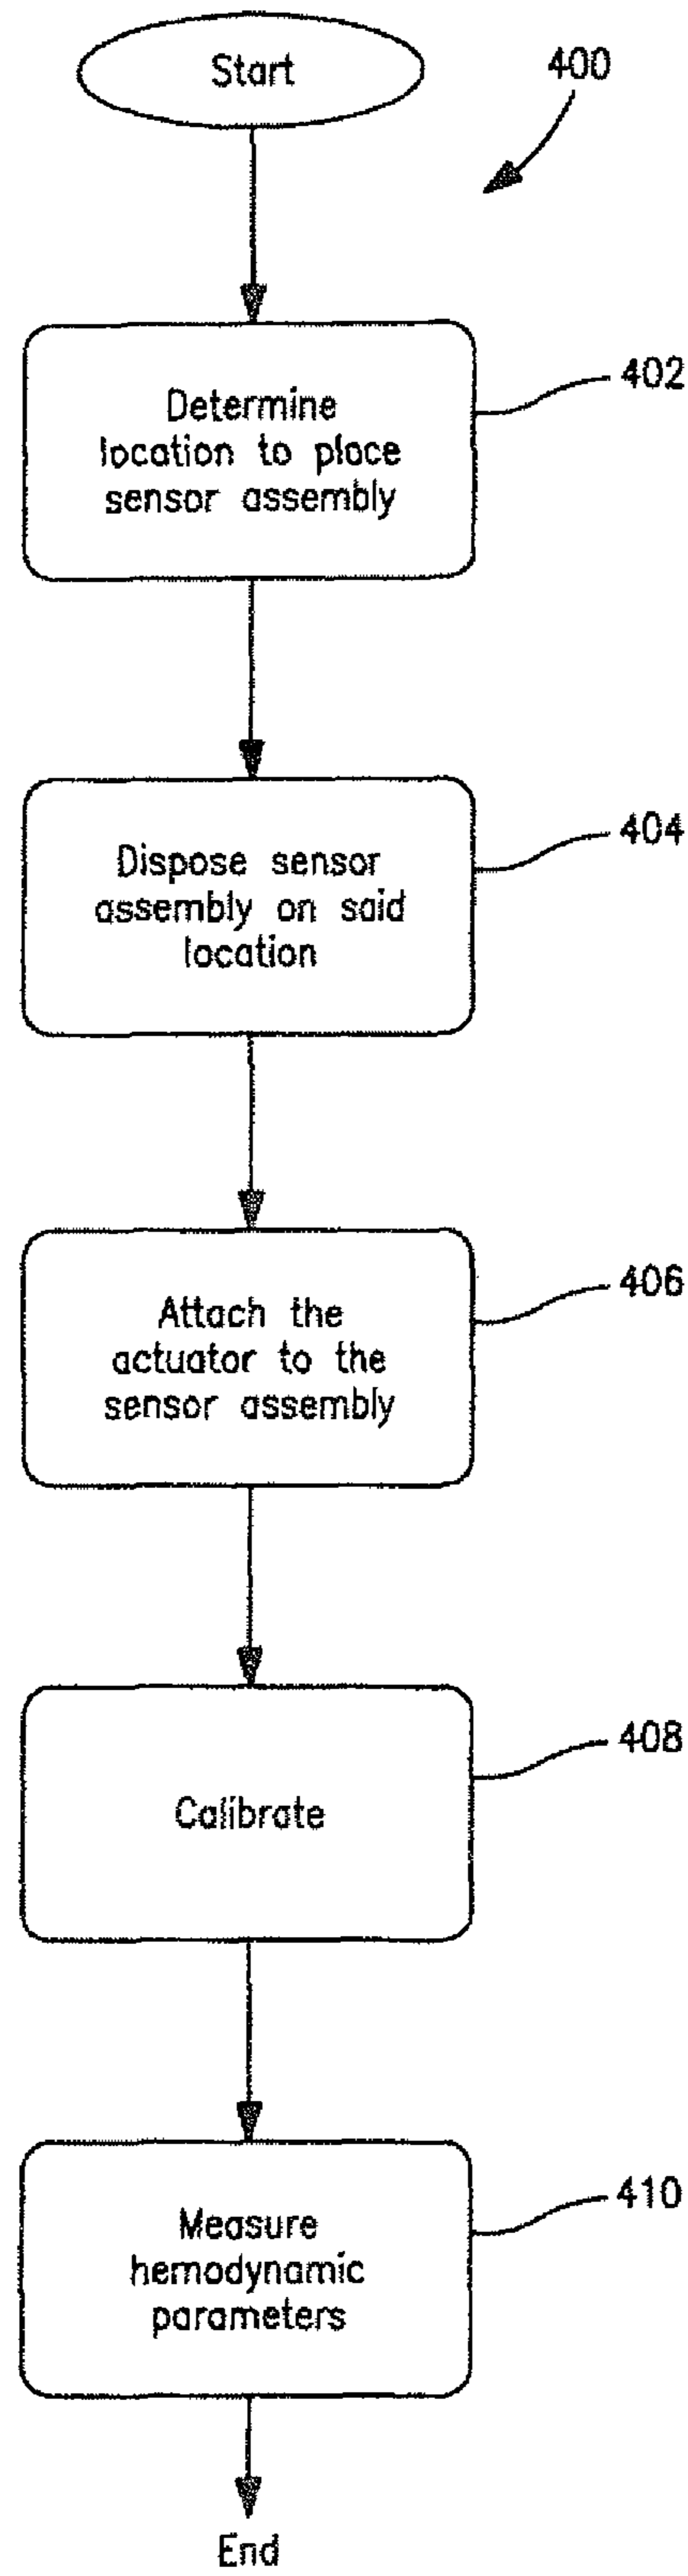 Start
400
402
Determine
location to place
sensor assembly
404
Dispose sensor
assembly on said
location
406
Attach the
actuator to the
sensor assembly
408
Calibrate
410
Measure
hemodynamic
parameters
End